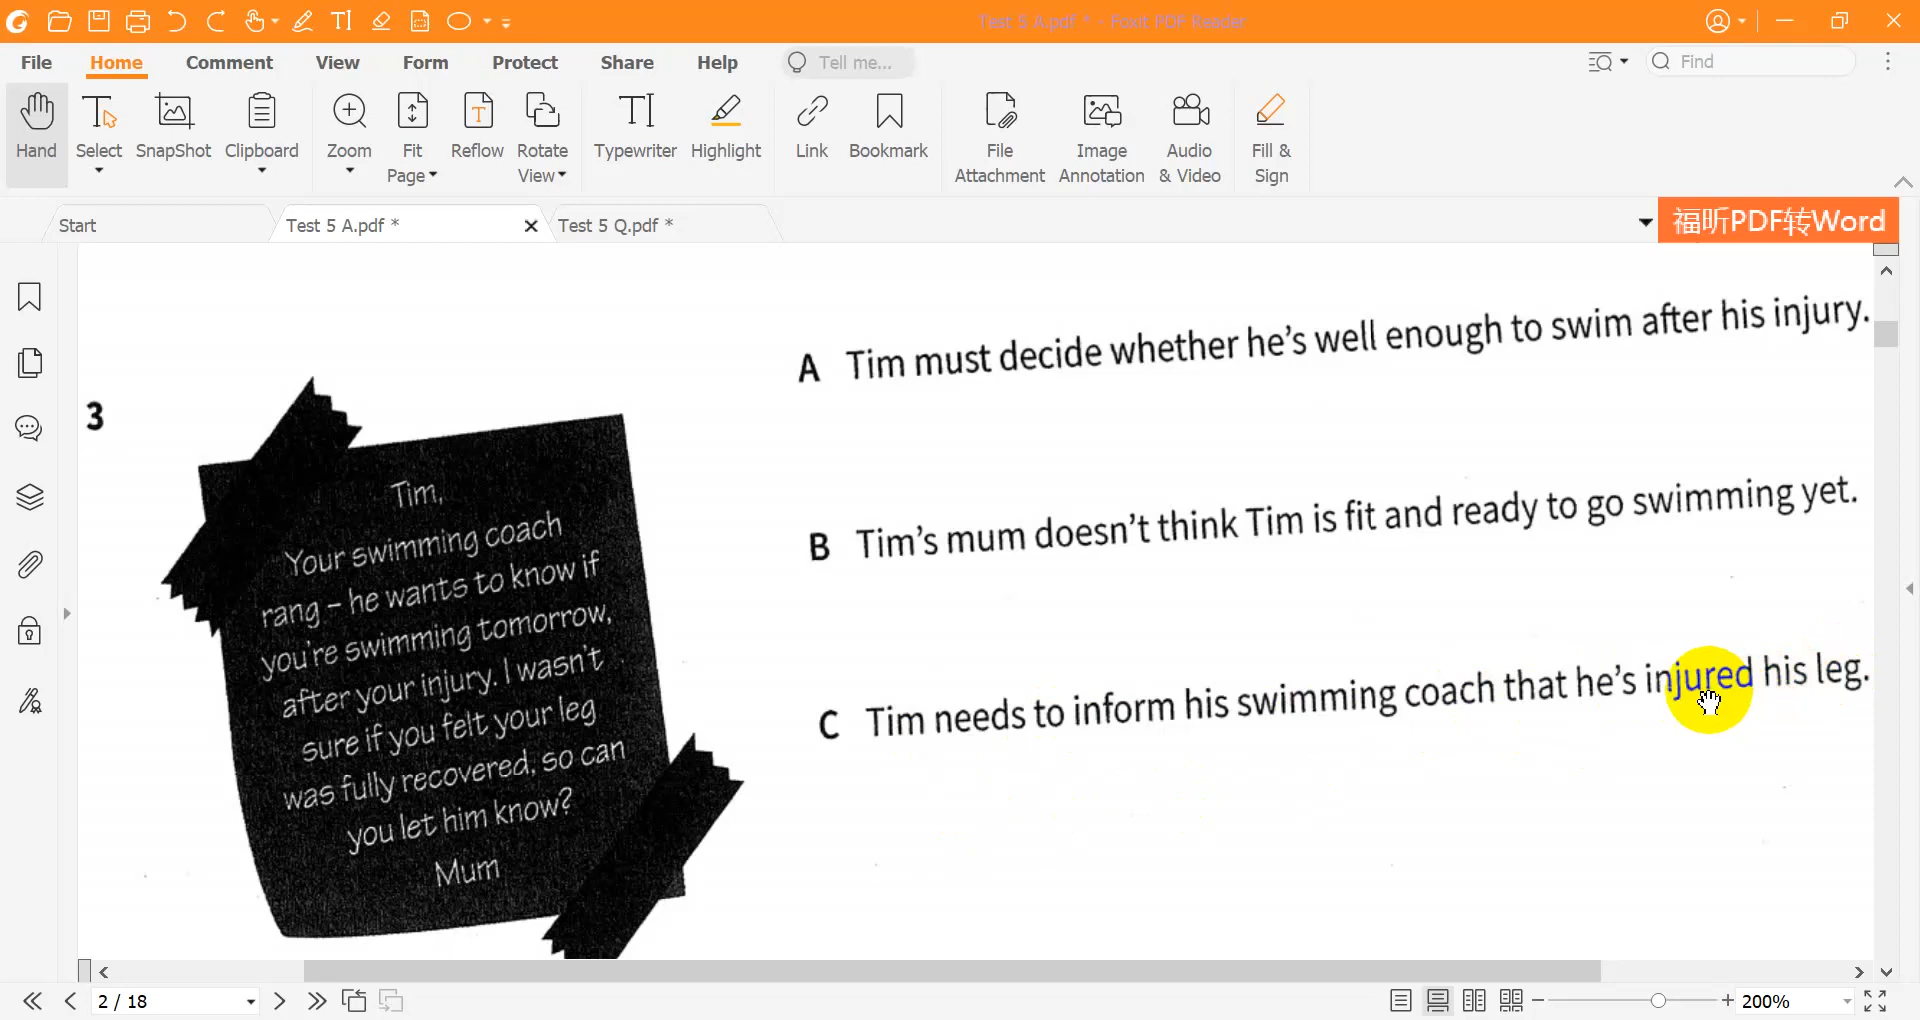 Test 5 A.pdf * - Foxit PDF Reader
File Home Comment View Form Protect Share Help Tell me... Find
Hand Select SnapShot Clipboard Zoom Fit Page Reflow Rotate View Typewriter Highlight Link Bookmark File Attachment Image Annotation Audio & Video Fill & Sign
Start Test 5 A.pdf * Test 5 Q.pdf * 福昕PDF转Word
3
Tim,
Your swimming coach
rang – he wants to know if
you're swimming tomorrow,
after your injury. I wasn't
sure if you felt your leg
was fully recovered, so can
you let him know?
Mum
A Tim must decide whether he's well enough to swim after his injury.
B Tim's mum doesn't think Tim is fit and ready to go swimming yet.
C Tim needs to inform his swimming coach that he's injured his leg.
2 / 18 200%